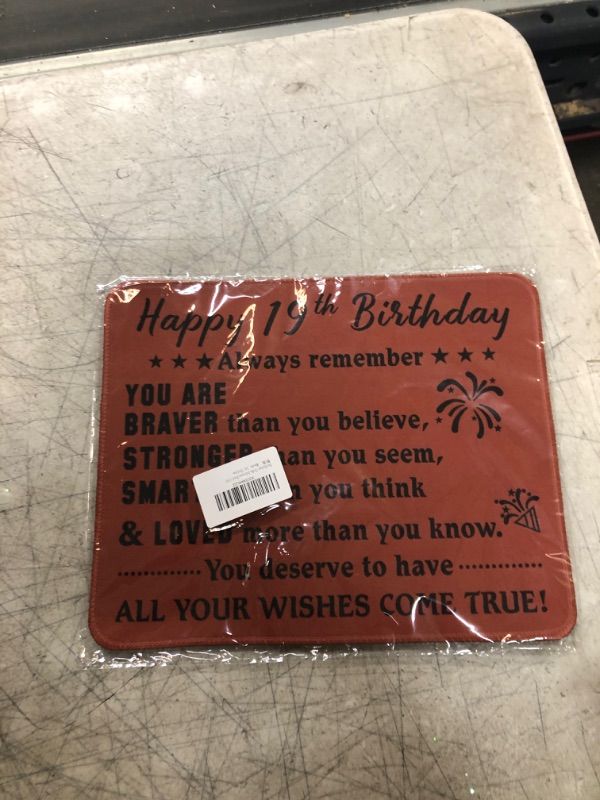 Happy 19th Birthday
★ ★ ★ Always remember ★ ★ ★
YOU ARE
BRAVER than you believe,
STRONGER than you seem,
SMAR n you think
& LOVED more than you know.
You deserve to have
ALL YOUR WISHES COME TRUE!